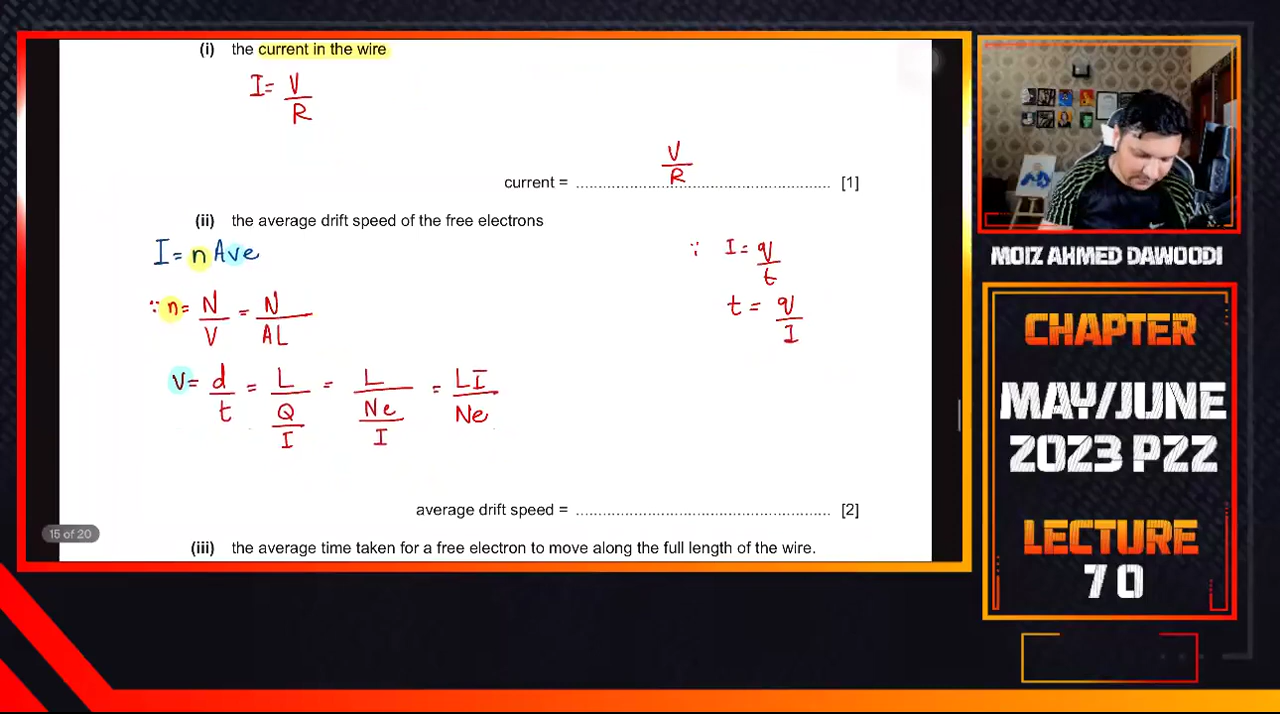 (i) the current in the wire
I = V/R
V/R
current = ........................................................ [1]
(ii) the average drift speed of the free electrons
I = nAve
∵ n = N/V = N/AL
v = d/t = L/(Q/I) = L/(Ne/I) = LI/Ne
∵ I = q/t
t = q/I
average drift speed = ........................................................ [2]
15 of 20
(iii) the average time taken for a free electron to move along the full length of the wire.
MOIZ AHMED DAWOODI
CHAPTER
MAY/JUNE
2023 P22
LECTURE
70